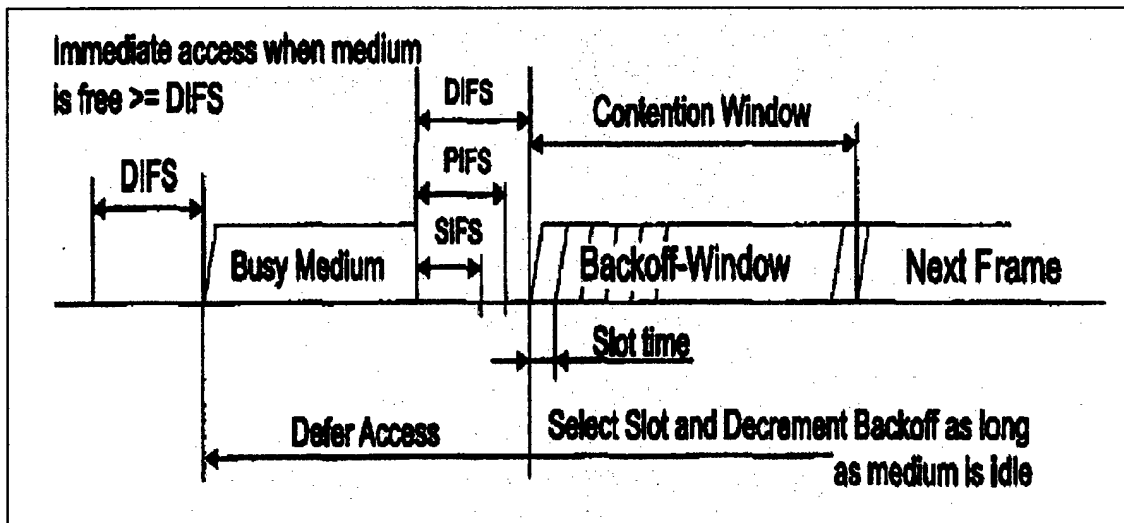 Immediate access when medium
is free >= DIFS
DIFS
DIFS
PIFS
SIFS
Contention Window
Busy Medium
Backoff-Window
Next Frame
Slot time
Defer Access
Select Slot and Decrement Backoff as long
as medium is idle